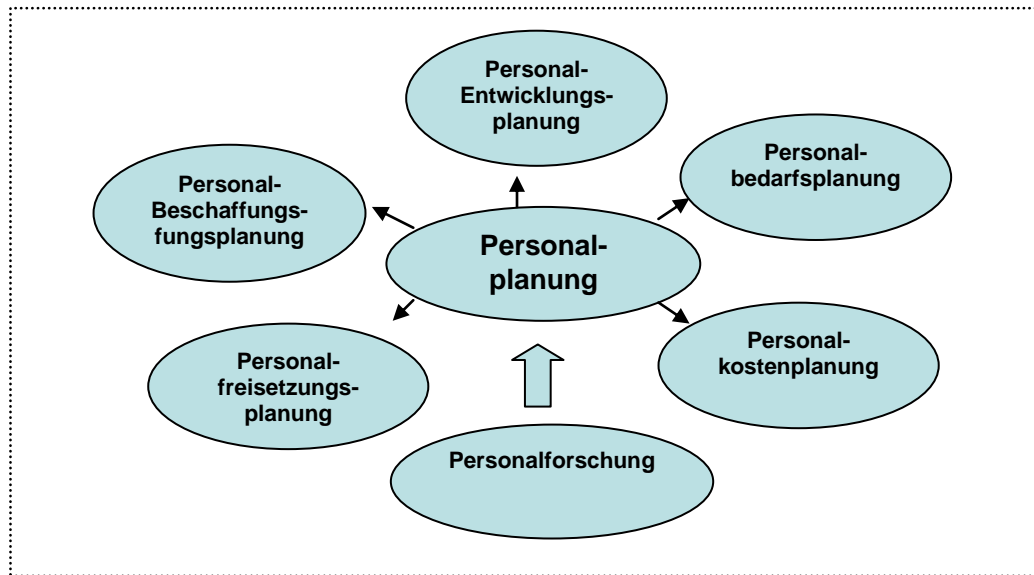 Personal-
Entwicklungs-
planung
Personal-
bedarfsplanung
Personal-
Beschaffungs-
fungsplanung
Personal-
planung
Personal-
kostenplanung
Personal-
freisetzungs-
planung
Personalforschung